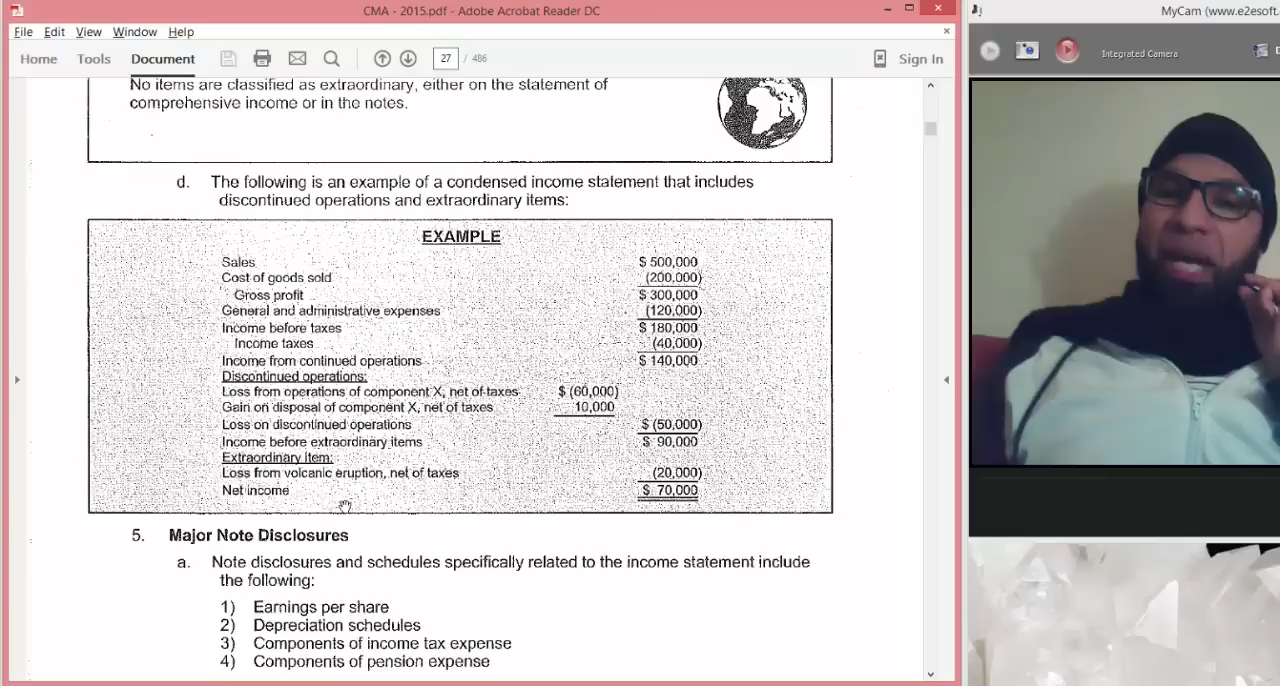 CMA - 2015.pdf - Adobe Acrobat Reader DC
MyCam (www.e2esoft.
File Edit View Window Help
Home Tools Document 27 / 486 Sign In
Integrated Camera
No items are classified as extraordinary, either on the statement of
comprehensive income or in the notes.
d. The following is an example of a condensed income statement that includes
discontinued operations and extraordinary items:
EXAMPLE
Sales $ 500,000
Cost of goods sold (200,000)
Gross profit $ 300,000
General and administrative expenses (120,000)
Income before taxes $ 180,000
Income taxes (40,000)
Income from continued operations $ 140,000
Discontinued operations:
Loss from operations of component X, net of taxes $ (60,000)
Gain on disposal of component X, net of taxes 10,000
Loss on discontinued operations $ (50,000)
Income before extraordinary items $ 90,000
Extraordinary item:
Loss from volcanic eruption, net of taxes (20,000)
Net income $ 70,000
5. Major Note Disclosures
a. Note disclosures and schedules specifically related to the income statement include
the following:
1) Earnings per share
2) Depreciation schedules
3) Components of income tax expense
4) Components of pension expense